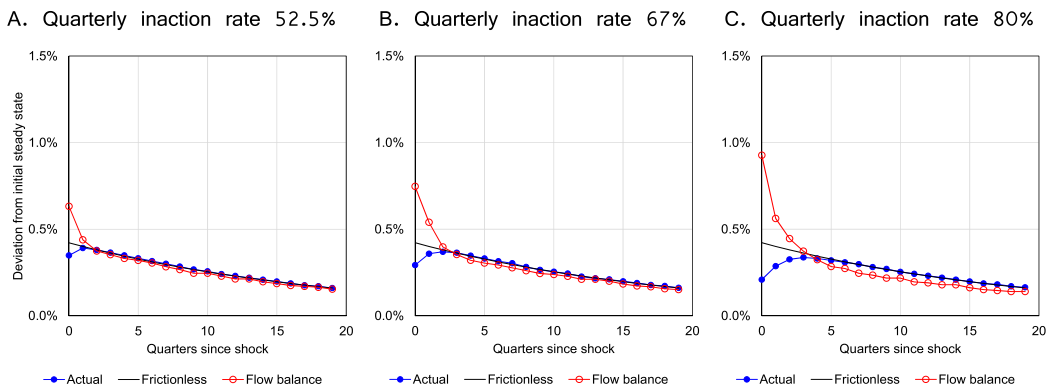 A. Quarterly inaction rate 52.5%
B. Quarterly inaction rate 67%
C. Quarterly inaction rate 80%
Deviation from initial steady state
1.5%
1.0%
0.5%
0.0%
0 5 10 15 20
Quarters since shock
Actual Frictionless Flow balance
1.5%
1.0%
0.5%
0.0%
0 5 10 15 20
Quarters since shock
Actual Frictionless Flow balance
1.5%
1.0%
0.5%
0.0%
0 5 10 15 20
Quarters since shock
Actual Frictionless Flow balance